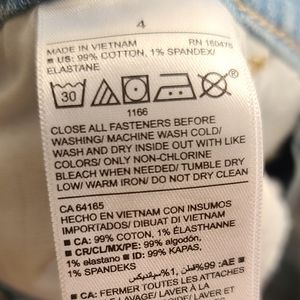 4
MADE IN VIETNAM RN 160478
■ US: 99% COTTON, 1% SPANDEX/
ELASTANE
30
1166
CLOSE ALL FASTENERS BEFORE
WASHING/ MACHINE WASH COLD/
WASH AND DRY INSIDE OUT WITH LIKE
COLORS/ ONLY NON-CHLORINE
BLEACH WHEN NEEDED/ TUMBLE DRY
LOW/ WARM IRON/ DO NOT DRY CLEAN
CA 64165
HECHO EN VIETNAM CON INSUMOS
IMPORTADOS/ DIBUAT DI VIETNAM
■ CA: 99% COTTON, 1% ELASTHANNE
■ CR/CL/MX/PE: 99% algodón,
1% elastano ■ ID: 99% KAPAS,
1% SPANDEKS
■ CA: FERMER TOUTES LES ATTACHES